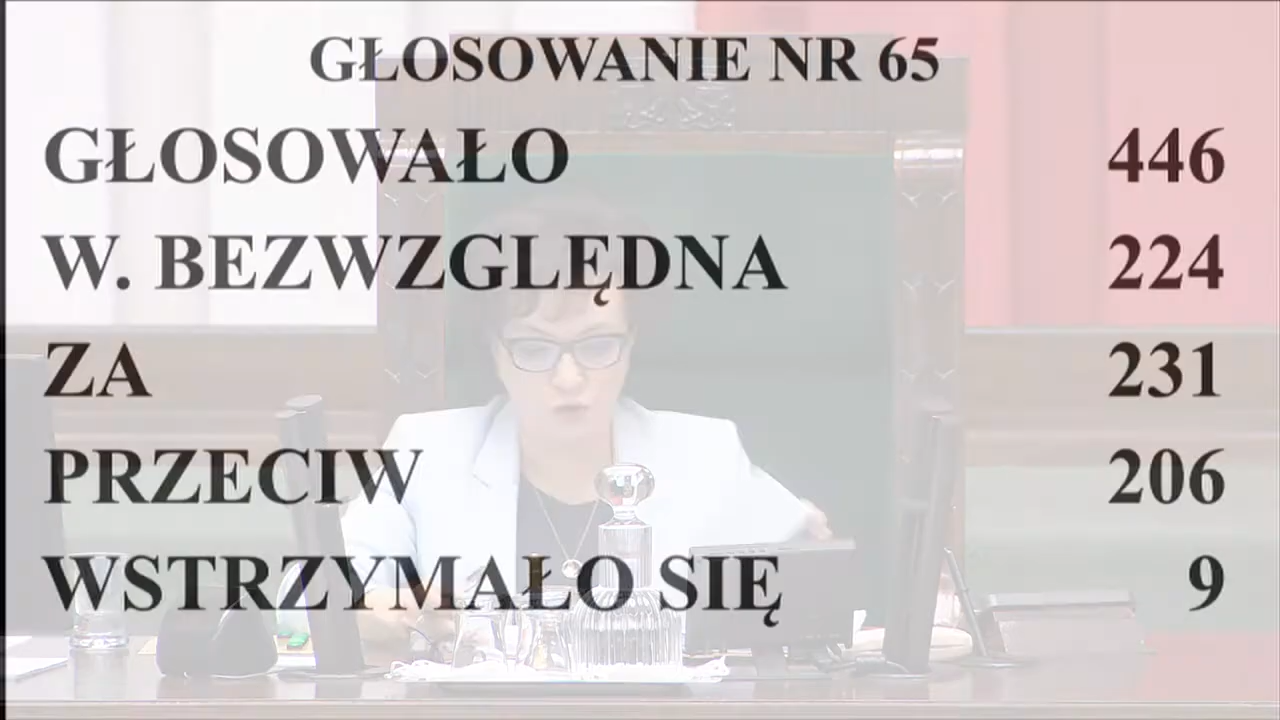 GŁOSOWANIE NR 65
GŁOSOWAŁO 446
W. BEZWZGLĘDNA 224
ZA 231
PRZECIW 206
WSTRZYMAŁO SIĘ 9